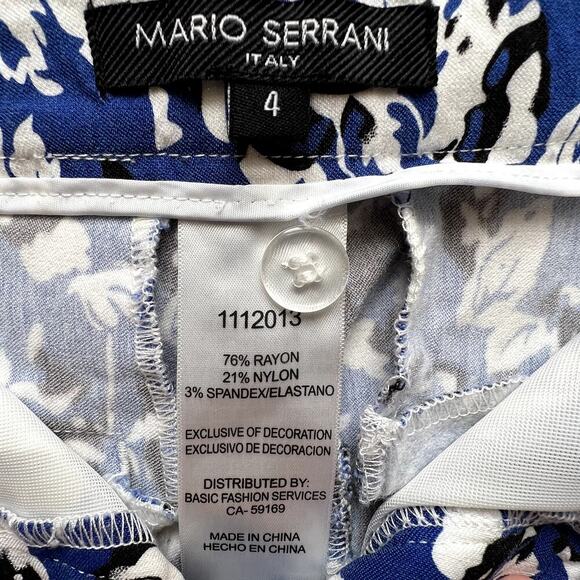 MARIO SERRANI
ITALY
4
1112013
76% RAYON
21% NYLON
3% SPANDEX/ELASTANO
EXCLUSIVE OF DECORATION
EXCLUSIVO DE DECORACION
DISTRIBUTED BY:
BASIC FASHION SERVICES
CA- 59169
MADE IN CHINA
HECHO EN CHINA